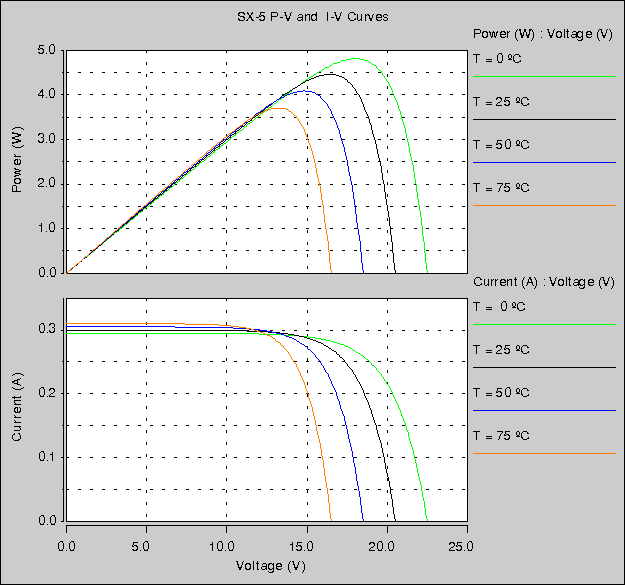 SX-5 P-V and I-V Curves
Power (W) : Voltage (V)
T = 0 ºC
T = 25 ºC
T = 50 ºC
T = 75 ºC
Power (W)
5.0
4.0
3.0
2.0
1.0
0.0
Current (A) : Voltage (V)
T = 0 ºC
T = 25 ºC
T = 50 ºC
T = 75 ºC
Current (A)
0.3
0.2
0.1
0.0
0.0 5.0 10.0 15.0 20.0 25.0
Voltage (V)